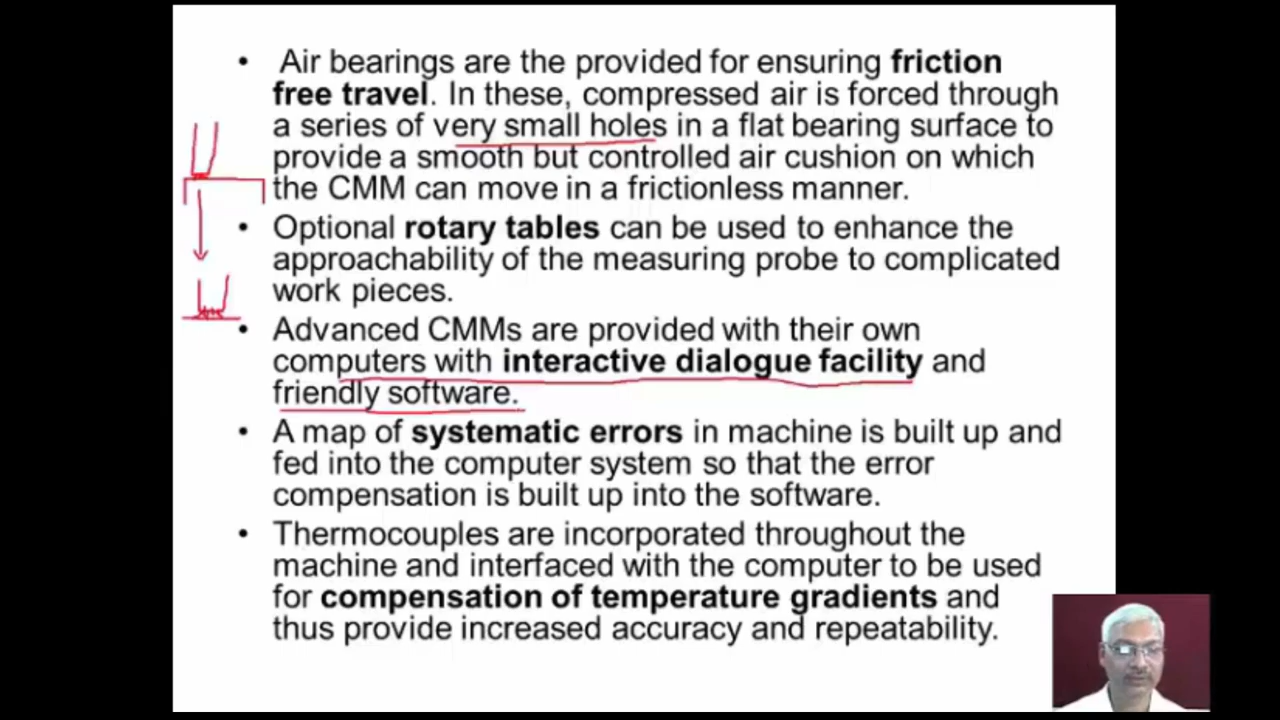 • Air bearings are the provided for ensuring friction
free travel. In these, compressed air is forced through
a series of very small holes in a flat bearing surface to
provide a smooth but controlled air cushion on which
the CMM can move in a frictionless manner.
• Optional rotary tables can be used to enhance the
approachability of the measuring probe to complicated
work pieces.
• Advanced CMMs are provided with their own
computers with interactive dialogue facility and
friendly software.
• A map of systematic errors in machine is built up and
fed into the computer system so that the error
compensation is built up into the software.
• Thermocouples are incorporated throughout the
machine and interfaced with the computer to be used
for compensation of temperature gradients and
thus provide increased accuracy and repeatability.